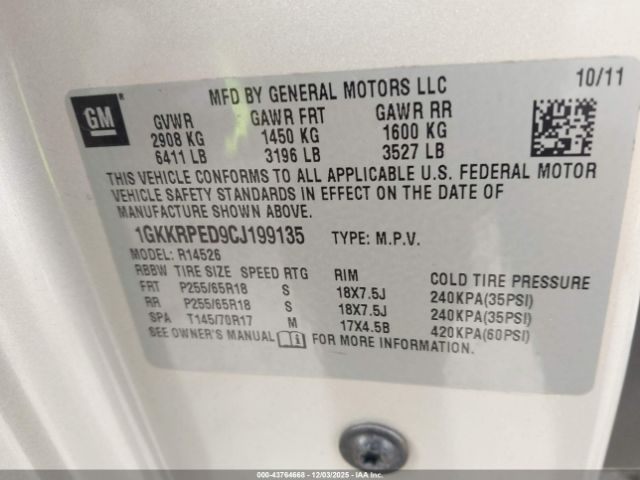 MFD BY GENERAL MOTORS LLC 10/11
GM
GVWR GAWR FRT GAWR RR
2908 KG 1450 KG 1600 KG
6411 LB 3196 LB 3527 LB
THIS VEHICLE CONFORMS TO ALL APPLICABLE U.S. FEDERAL MOTOR
VEHICLE SAFETY STANDARDS IN EFFECT ON THE DATE OF
MANUFACTURE SHOWN ABOVE.
1GKKRPED9CJ199135 TYPE: M.P.V.
MODEL: R14526
RBBW TIRE SIZE SPEED RTG RIM COLD TIRE PRESSURE
FRT P255/65R18 S 18X7.5J 240KPA(35PSI)
RR P255/65R18 S 18X7.5J 240KPA(35PSI)
SPA T145/70R17 M 17X4.5B 420KPA(60PSI)
SEE OWNER'S MANUAL i FOR MORE INFORMATION.
000-43764668 • 12/03/2025 • IAA, Inc.